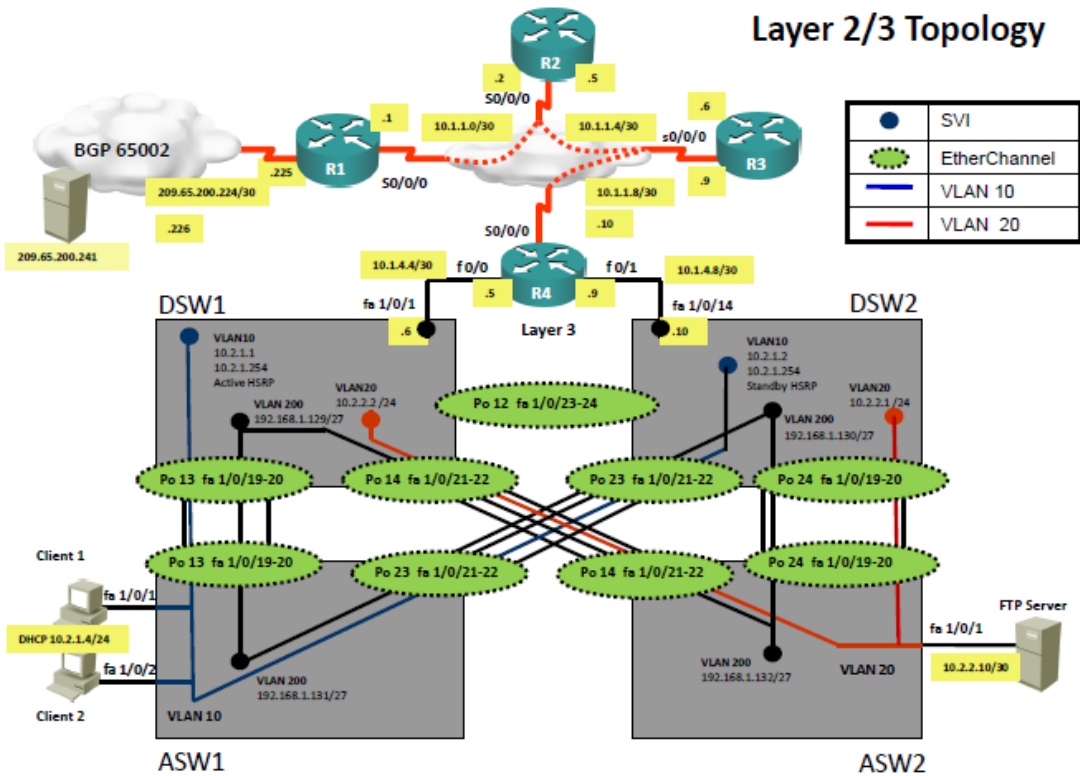 Layer 2/3 Topology
R2
.2
.5
S0/0/0
SVI
EtherChannel
VLAN 10
VLAN 20
BGP 65002
.1
10.1.1.0/30
10.1.1.4/30
.6
s0/0/0
R3
.9
R1
S0/0/0
.225
209.65.200.224/30
.226
209.65.200.241
10.1.1.8/30
.10
S0/0/0
10.1.4.4/30
f 0/0
R4
f 0/1
10.1.4.8/30
.5
.9
DSW1
fa 1/0/1
.6
Layer 3
fa 1/0/14
.10
DSW2
VLAN10
10.2.1.1
10.2.1.254
Active HSRP
VLAN20
10.2.2.2 /24
VLAN 200
192.168.1.129/27
Po 12 fa 1/0/23-24
VLAN10
10.2.1.2
10.2.1.254
Standby HSRP
VLAN20
10.2.2.1 /24
VLAN 200
192.168.1.130/27
Po 13 fa 1/0/19-20
Po 14 fa 1/0/21-22
Po 23 fa 1/0/21-22
Po 24 fa 1/0/19-20
Po 13 fa 1/0/19-20
Po 23 fa 1/0/21-22
Po 14 fa 1/0/21-22
Po 24 fa 1/0/19-20
Client 1
fa 1/0/1
DHCP 10.2.1.4/24
fa 1/0/2
Client 2
VLAN 200
192.168.1.131/27
VLAN 10
ASW1
VLAN 200
192.168.1.132/27
VLAN 20
FTP Server
fa 1/0/1
10.2.2.10/30
ASW2